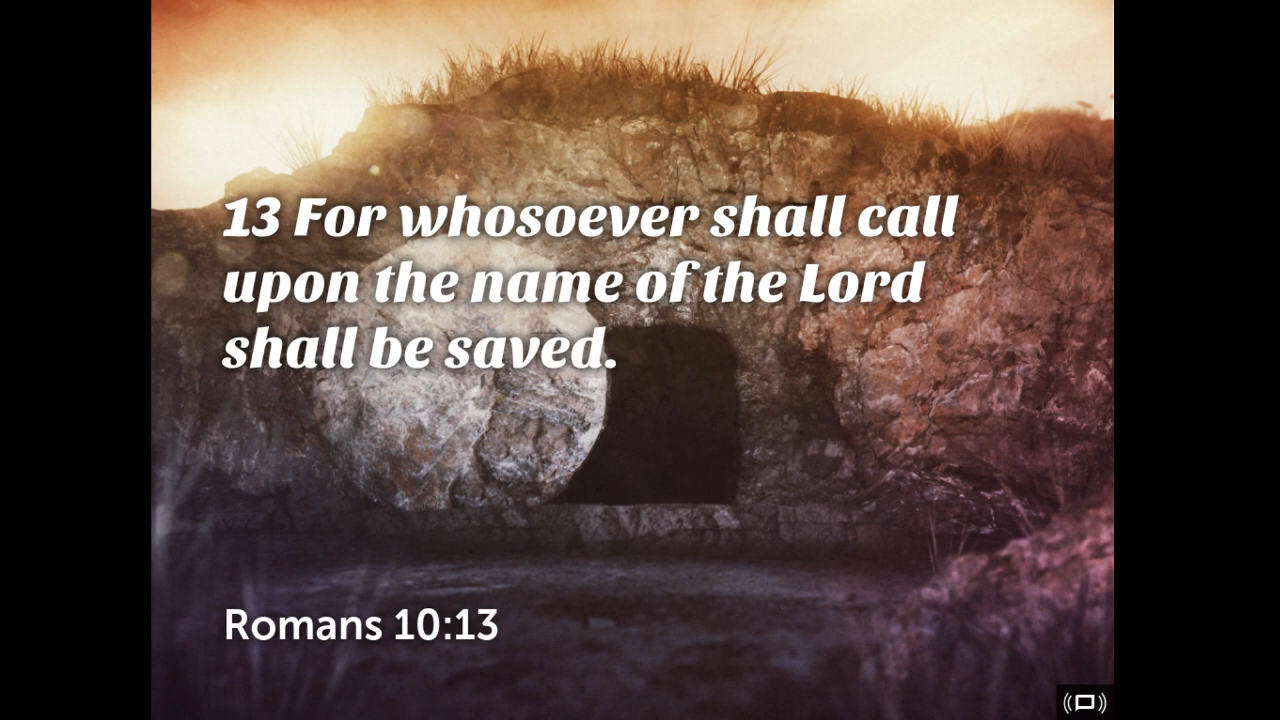 13 For whosoever shall call
upon the name of the Lord
shall be saved.
Romans 10:13